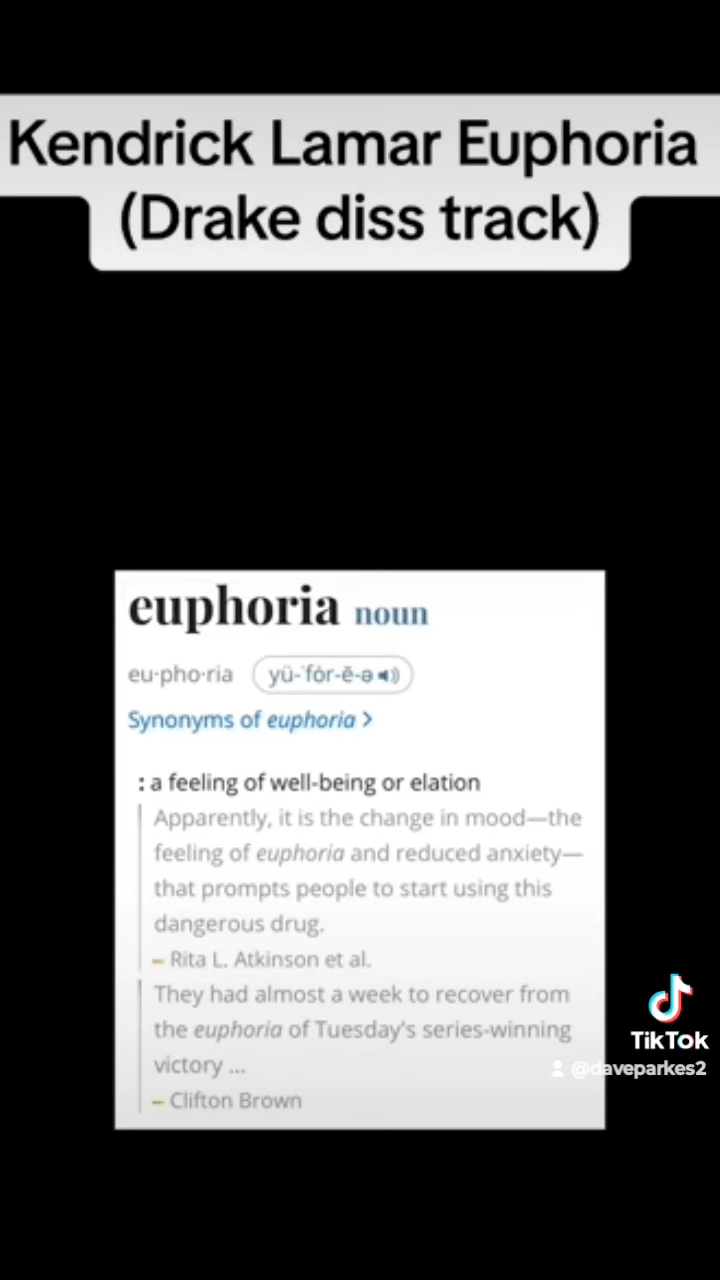 Kendrick Lamar Euphoria
(Drake diss track)
euphoria noun
eu·pho·ria yü-ˈfȯr-ē-ə
Synonyms of euphoria >
: a feeling of well-being or elation
Apparently, it is the change in mood—the
feeling of euphoria and reduced anxiety—
that prompts people to start using this
dangerous drug.
– Rita L. Atkinson et al.
They had almost a week to recover from
the euphoria of Tuesday's series-winning
victory ...
– Clifton Brown
TikTok
@daveparkes2